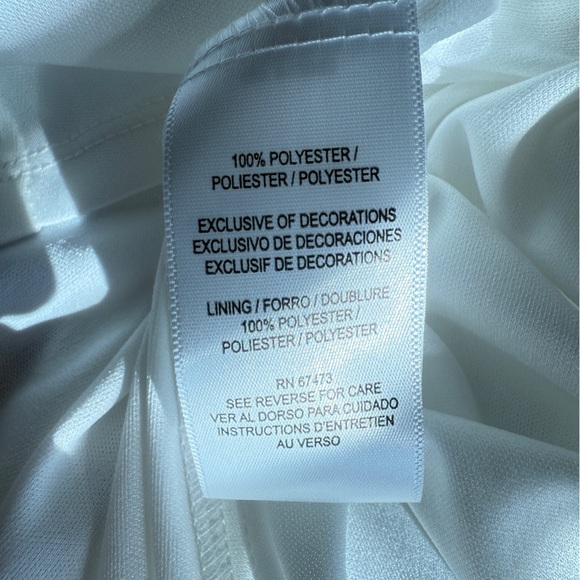 100% POLYESTER /
POLIESTER / POLYESTER
EXCLUSIVE OF DECORATIONS
EXCLUSIVO DE DECORACIONES
EXCLUSIF DE DECORATIONS
LINING / FORRO / DOUBLURE
100% POLYESTER /
POLIESTER / POLYESTER
RN 67473
SEE REVERSE FOR CARE
VER AL DORSO PARA CUIDADO
INSTRUCTIONS D'ENTRETIEN
AU VERSO